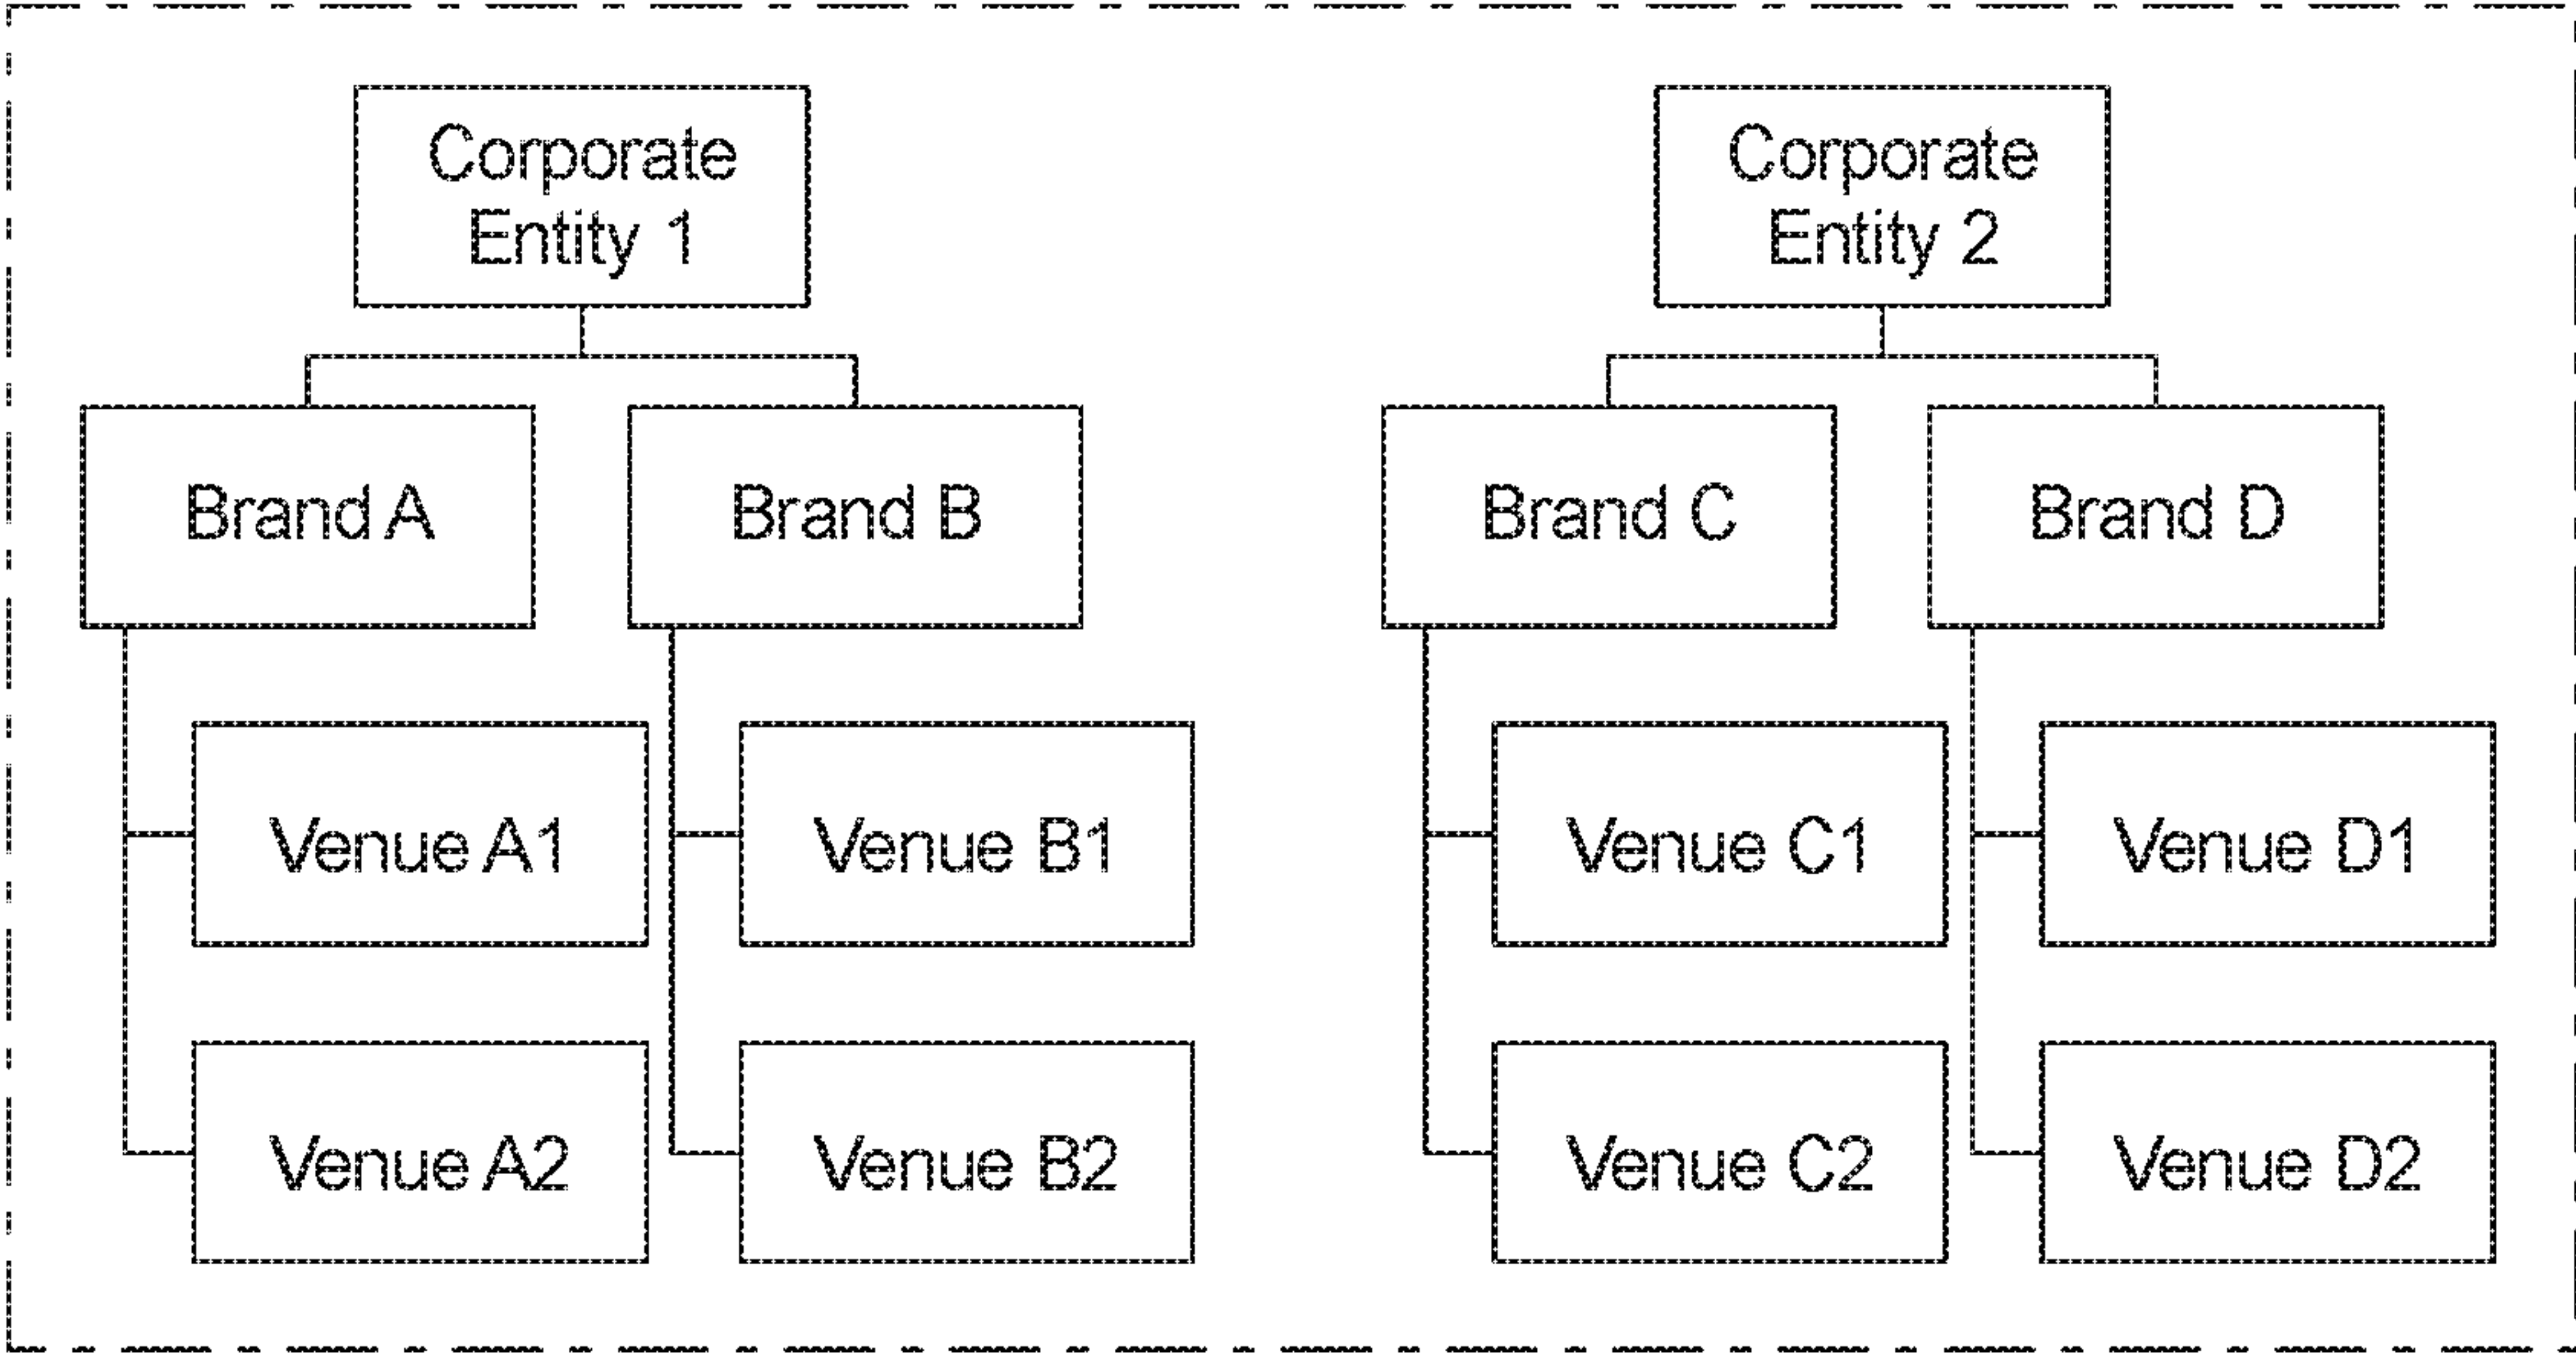 Corporate
Entity 1
Corporate
Entity 2
Brand A
Brand B
Brand C
Brand D
Venue A1
Venue B1
Venue C1
Venue D1
Venue A2
Venue B2
Venue C2
Venue D2